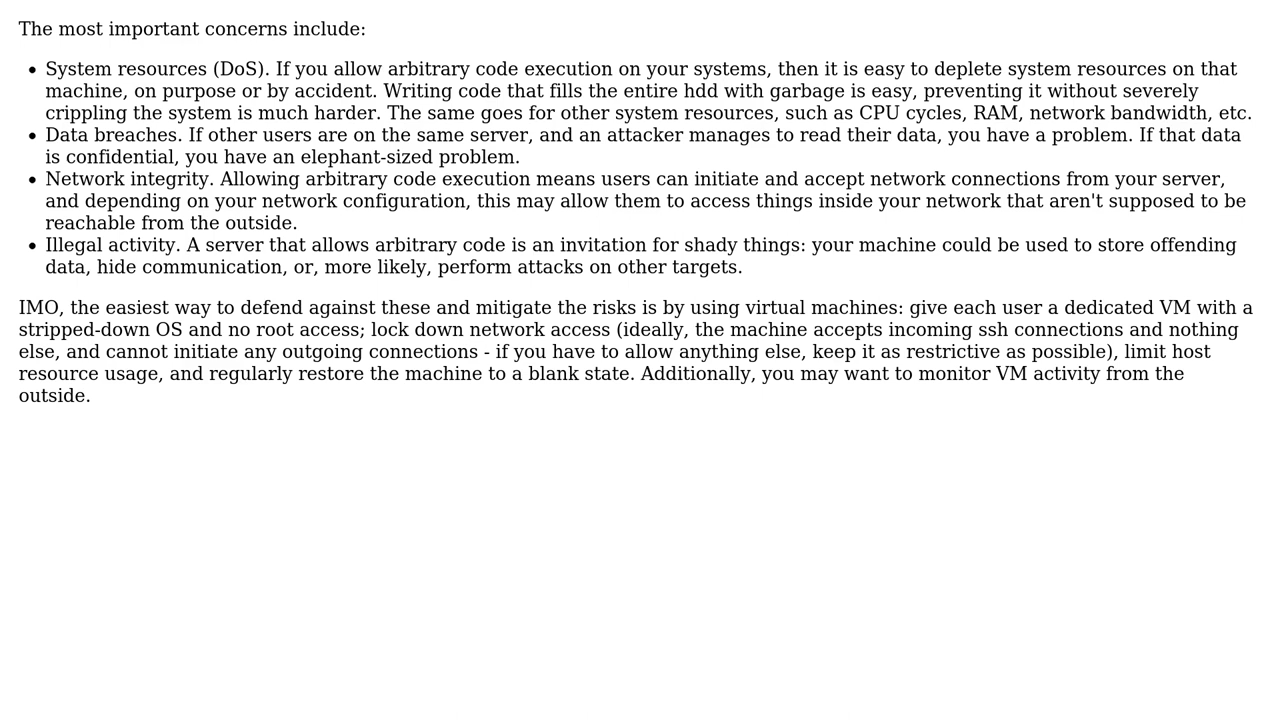 The most important concerns include:
• System resources (DoS). If you allow arbitrary code execution on your systems, then it is easy to deplete system resources on that
machine, on purpose or by accident. Writing code that fills the entire hdd with garbage is easy, preventing it without severely
crippling the system is much harder. The same goes for other system resources, such as CPU cycles, RAM, network bandwidth, etc.
• Data breaches. If other users are on the same server, and an attacker manages to read their data, you have a problem. If that data
is confidential, you have an elephant-sized problem.
• Network integrity. Allowing arbitrary code execution means users can initiate and accept network connections from your server,
and depending on your network configuration, this may allow them to access things inside your network that aren't supposed to be
reachable from the outside.
• Illegal activity. A server that allows arbitrary code is an invitation for shady things: your machine could be used to store offending
data, hide communication, or, more likely, perform attacks on other targets.
IMO, the easiest way to defend against these and mitigate the risks is by using virtual machines: give each user a dedicated VM with a
stripped-down OS and no root access; lock down network access (ideally, the machine accepts incoming ssh connections and nothing
else, and cannot initiate any outgoing connections - if you have to allow anything else, keep it as restrictive as possible), limit host
resource usage, and regularly restore the machine to a blank state. Additionally, you may want to monitor VM activity from the
outside.